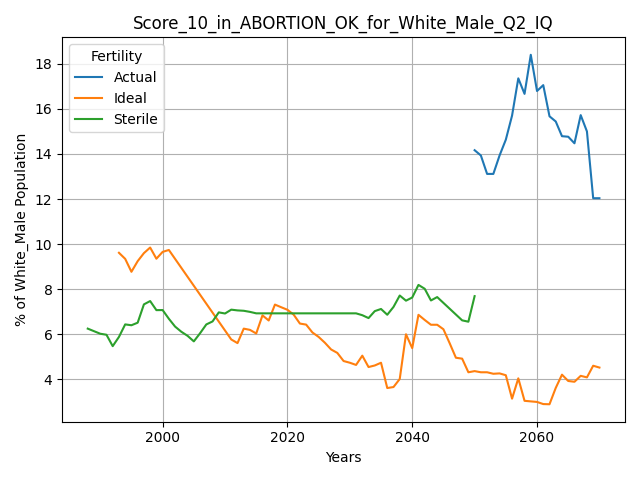 Score_10_in_ABORTION_OK_for_White_Male_Q2_IQ
Fertility
Actual
Ideal
Sterile
% of White_Male Population
18
16
14
12
10
8
6
4
2000
2020
2040
2060
Years